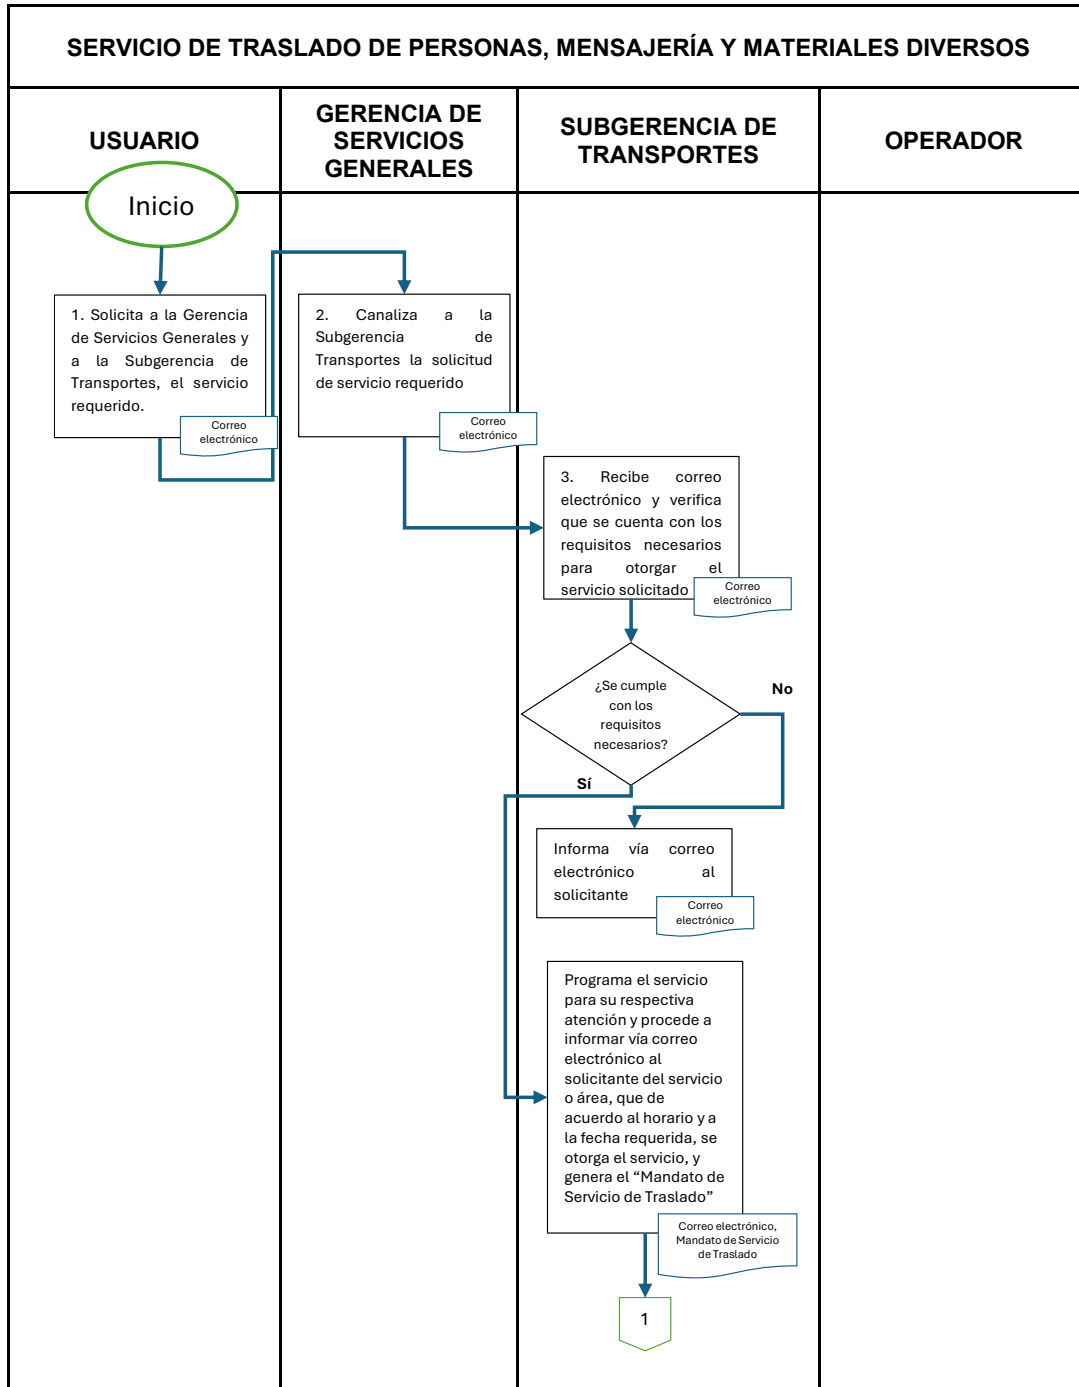 SERVICIO DE TRASLADO DE PERSONAS, MENSAJERÍA Y MATERIALES DIVERSOS
USUARIO
GERENCIA DE
SERVICIOS
GENERALES
SUBGERENCIA DE
TRANSPORTES
OPERADOR
Inicio
1. Solicita a la Gerencia
de Servicios Generales y
a la Subgerencia de
Transportes, el servicio
requerido.
Correo
electrónico
2. Canaliza a la
Subgerencia de
Transportes la solicitud
de servicio requerido
Correo
electrónico
3. Recibe correo
electrónico y verifica
que se cuenta con los
requisitos necesarios
para otorgar el
servicio solicitado
Correo
electrónico
¿Se cumple
con los
requisitos
necesarios?
No
Sí
Informa vía correo
electrónico al
solicitante
Correo
electrónico
Programa el servicio
para su respectiva
atención y procede a
informar vía correo
electrónico al
solicitante del servicio
o área, que de
acuerdo al horario y a
la fecha requerida, se
otorga el servicio, y
genera el “Mandato de
Servicio de Traslado”
Correo electrónico,
Mandato de Servicio
de Traslado
1